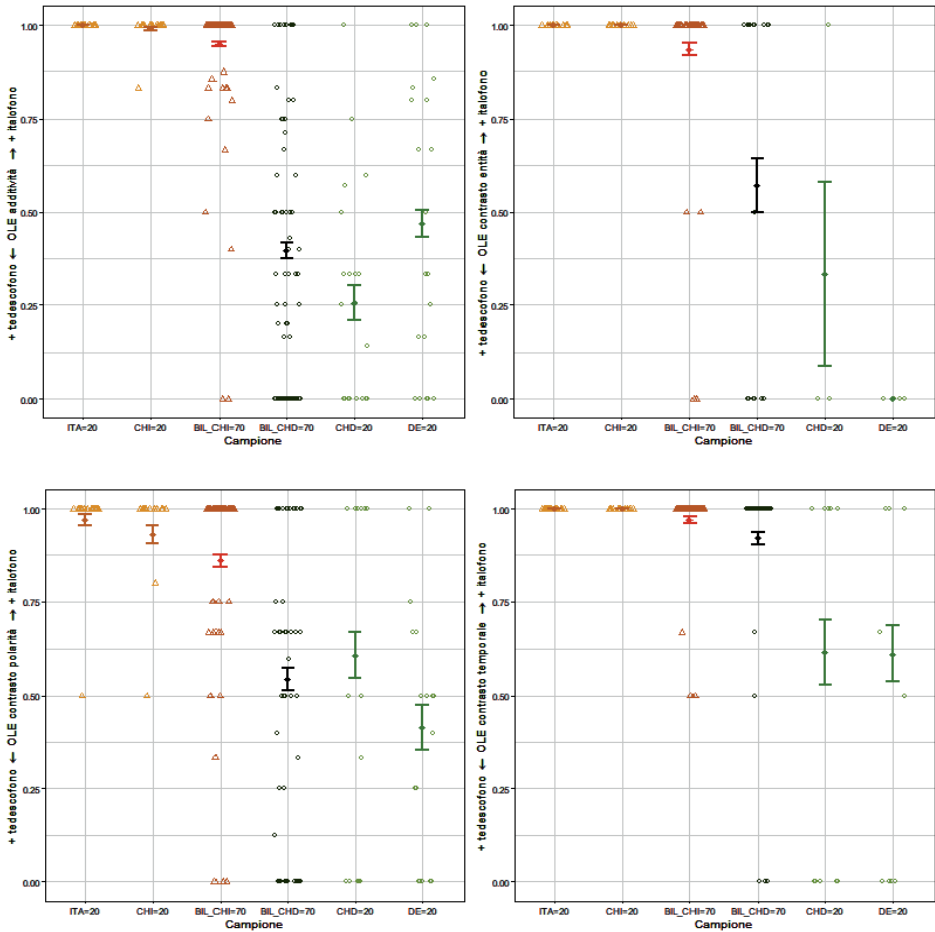 + tedescofono ← OLE additività → + italofono
1.00
0.75
0.50
0.25
0.00
ITA=20 CHI=20 BIL_CHI=70 BIL_CHD=70 CHD=20 DE=20
Campione
+ tedescofono ← OLE contrasto entità → + italofono
1.00
0.75
0.50
0.25
0.00
ITA=20 CHI=20 BIL_CHI=70 BIL_CHD=70 CHD=20 DE=20
Campione
+ tedescofono ← OLE contrasto polarità → + italofono
1.00
0.75
0.50
0.25
0.00
ITA=20 CHI=20 BIL_CHI=70 BIL_CHD=70 CHD=20 DE=20
Campione
+ tedescofono ← OLE contrasto temporale → + italofono
1.00
0.75
0.50
0.25
0.00
ITA=20 CHI=20 BIL_CHI=70 BIL_CHD=70 CHD=20 DE=20
Campione